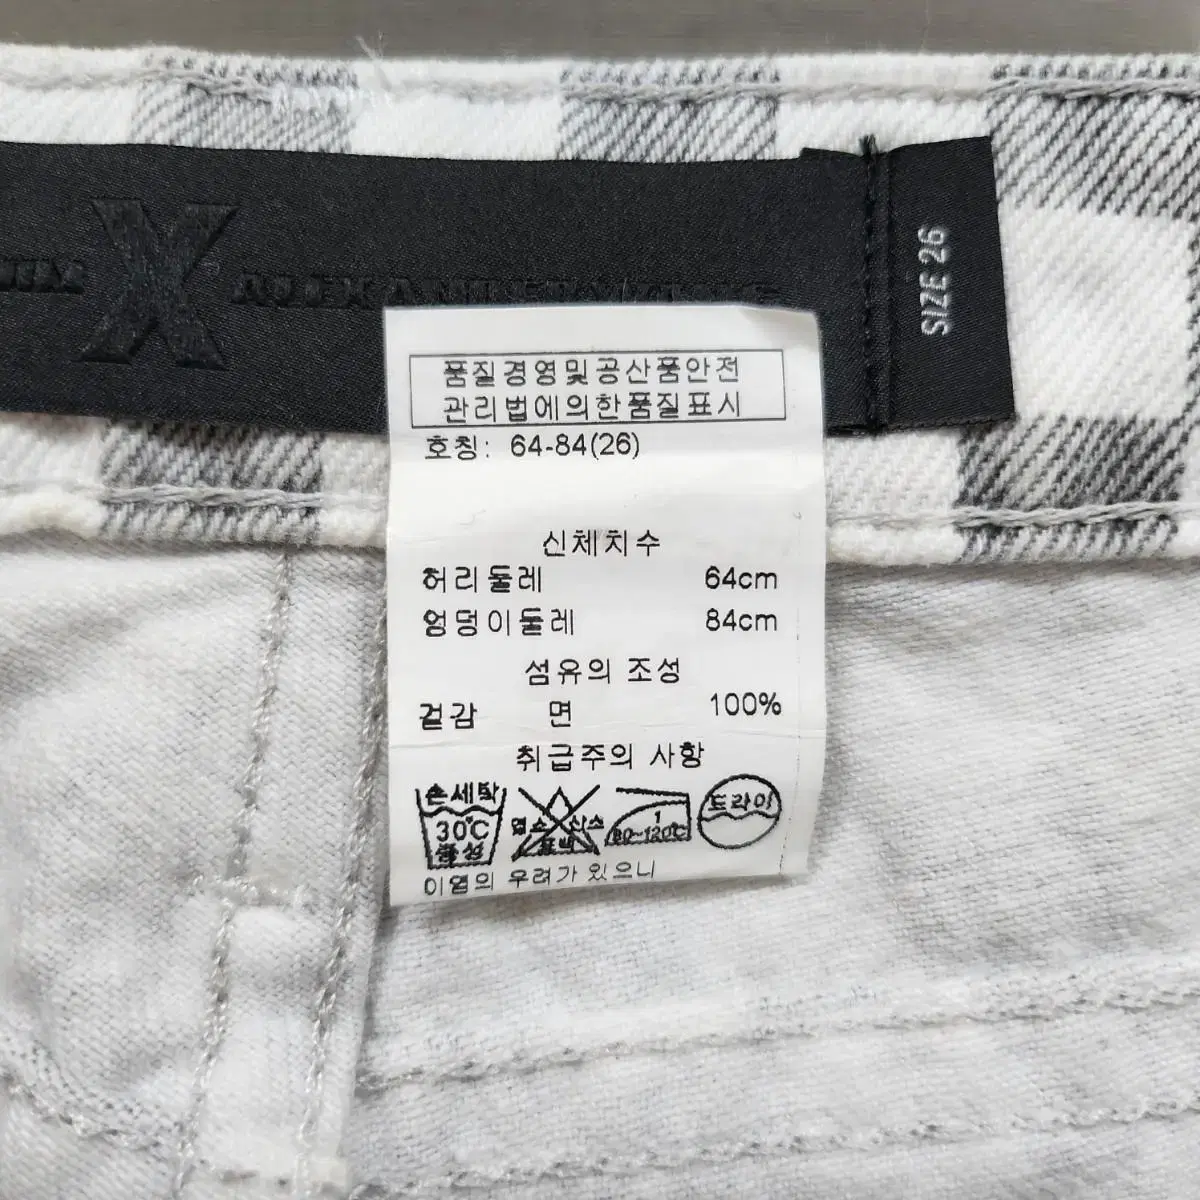 X
SIZE 26
품질경영및공산품안전
관리법에의한품질표시
호칭: 64-84(26)
신체치수
허리둘레 64cm
엉덩이둘레 84cm
섬유의 조성
겉감 면 100%
취급주의 사항
손세탁
30℃
중성
염소 산소
표백
1
80~120℃
드라이
이염의 우려가 있으니